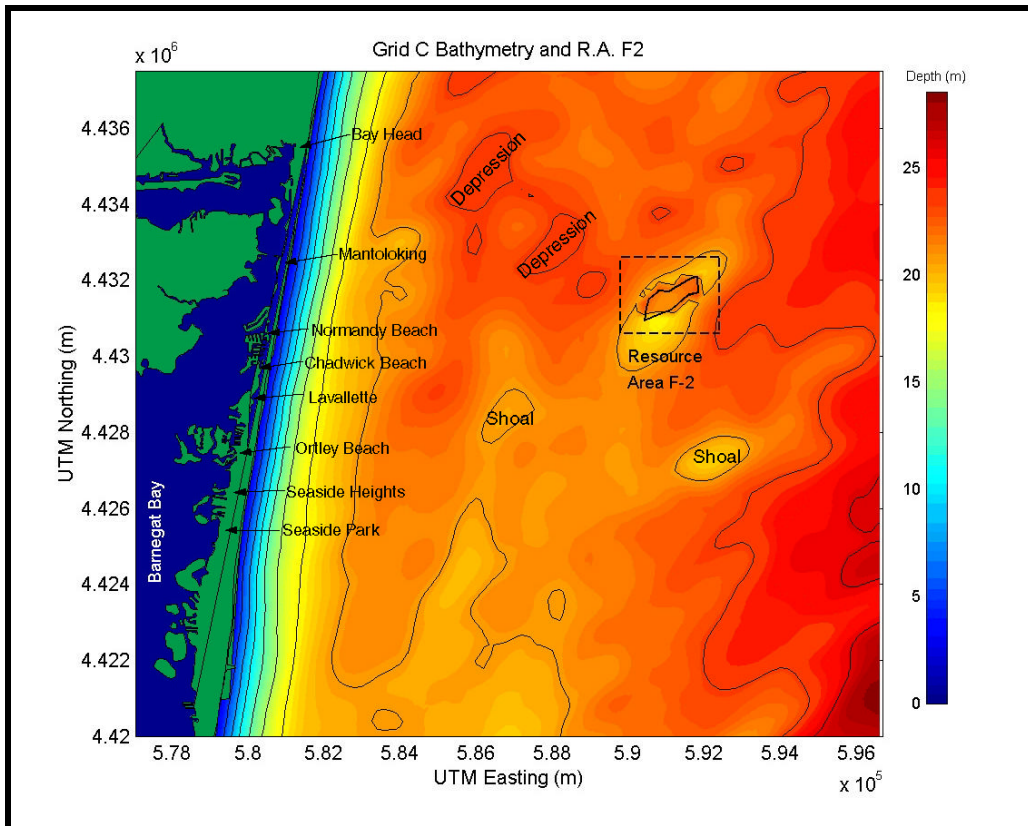 Grid C Bathymetry and R.A. F2
x 10⁶
Depth (m)
4.436
4.434
4.432
4.43
4.428
4.426
4.424
4.422
4.42
UTM Northing (m)
Bay Head
Mantoloking
Normandy Beach
Chadwick Beach
Lavallette
Ortley Beach
Seaside Heights
Seaside Park
Barnegat Bay
Depression
Depression
Resource
Area F-2
Shoal
Shoal
25
20
15
10
5
0
5.78
5.8
5.82
5.84
5.86
5.88
5.9
5.92
5.94
5.96
UTM Easting (m)
x 10⁵